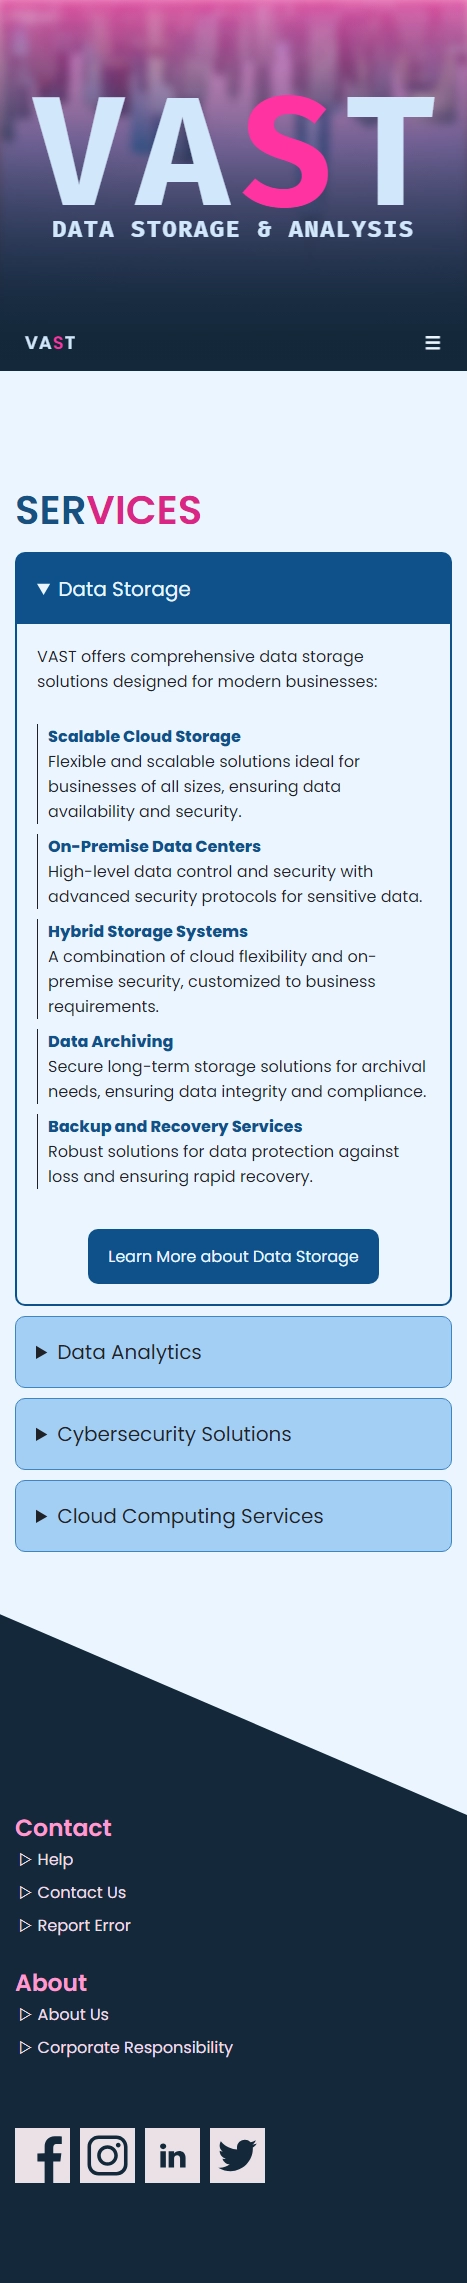 VAST
DATA STORAGE & ANALYSIS
VAST
SERVICES
Data Storage
VAST offers comprehensive data storage
solutions designed for modern businesses:
Scalable Cloud Storage
Flexible and scalable solutions ideal for
businesses of all sizes, ensuring data
availability and security.
On-Premise Data Centers
High-level data control and security with
advanced security protocols for sensitive data.
Hybrid Storage Systems
A combination of cloud flexibility and on-
premise security, customized to business
requirements.
Data Archiving
Secure long-term storage solutions for archival
needs, ensuring data integrity and compliance.
Backup and Recovery Services
Robust solutions for data protection against
loss and ensuring rapid recovery.
Learn More about Data Storage
Data Analytics
Cybersecurity Solutions
Cloud Computing Services
Contact
Help
Contact Us
Report Error
About
About Us
Corporate Responsibility